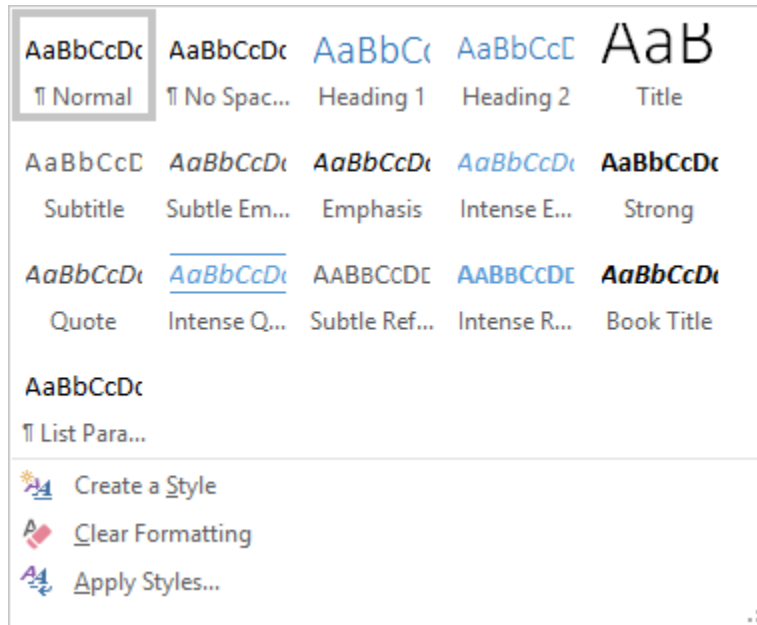 AaBbCcDc AaBbCcDc AaBbCc AaBbCcD AaB
¶ Normal ¶ No Spac... Heading 1 Heading 2 Title
AaBbCcD AaBbCcDc AaBbCcDc AaBbCcDc AaBbCcDc
Subtitle Subtle Em... Emphasis Intense E... Strong
AaBbCcDc AaBbCcDc AABBCCDD AABBCCDD AaBbCcDc
Quote Intense Q... Subtle Ref... Intense R... Book Title
AaBbCcDc
¶ List Para...
Create a Style
Clear Formatting
Apply Styles...